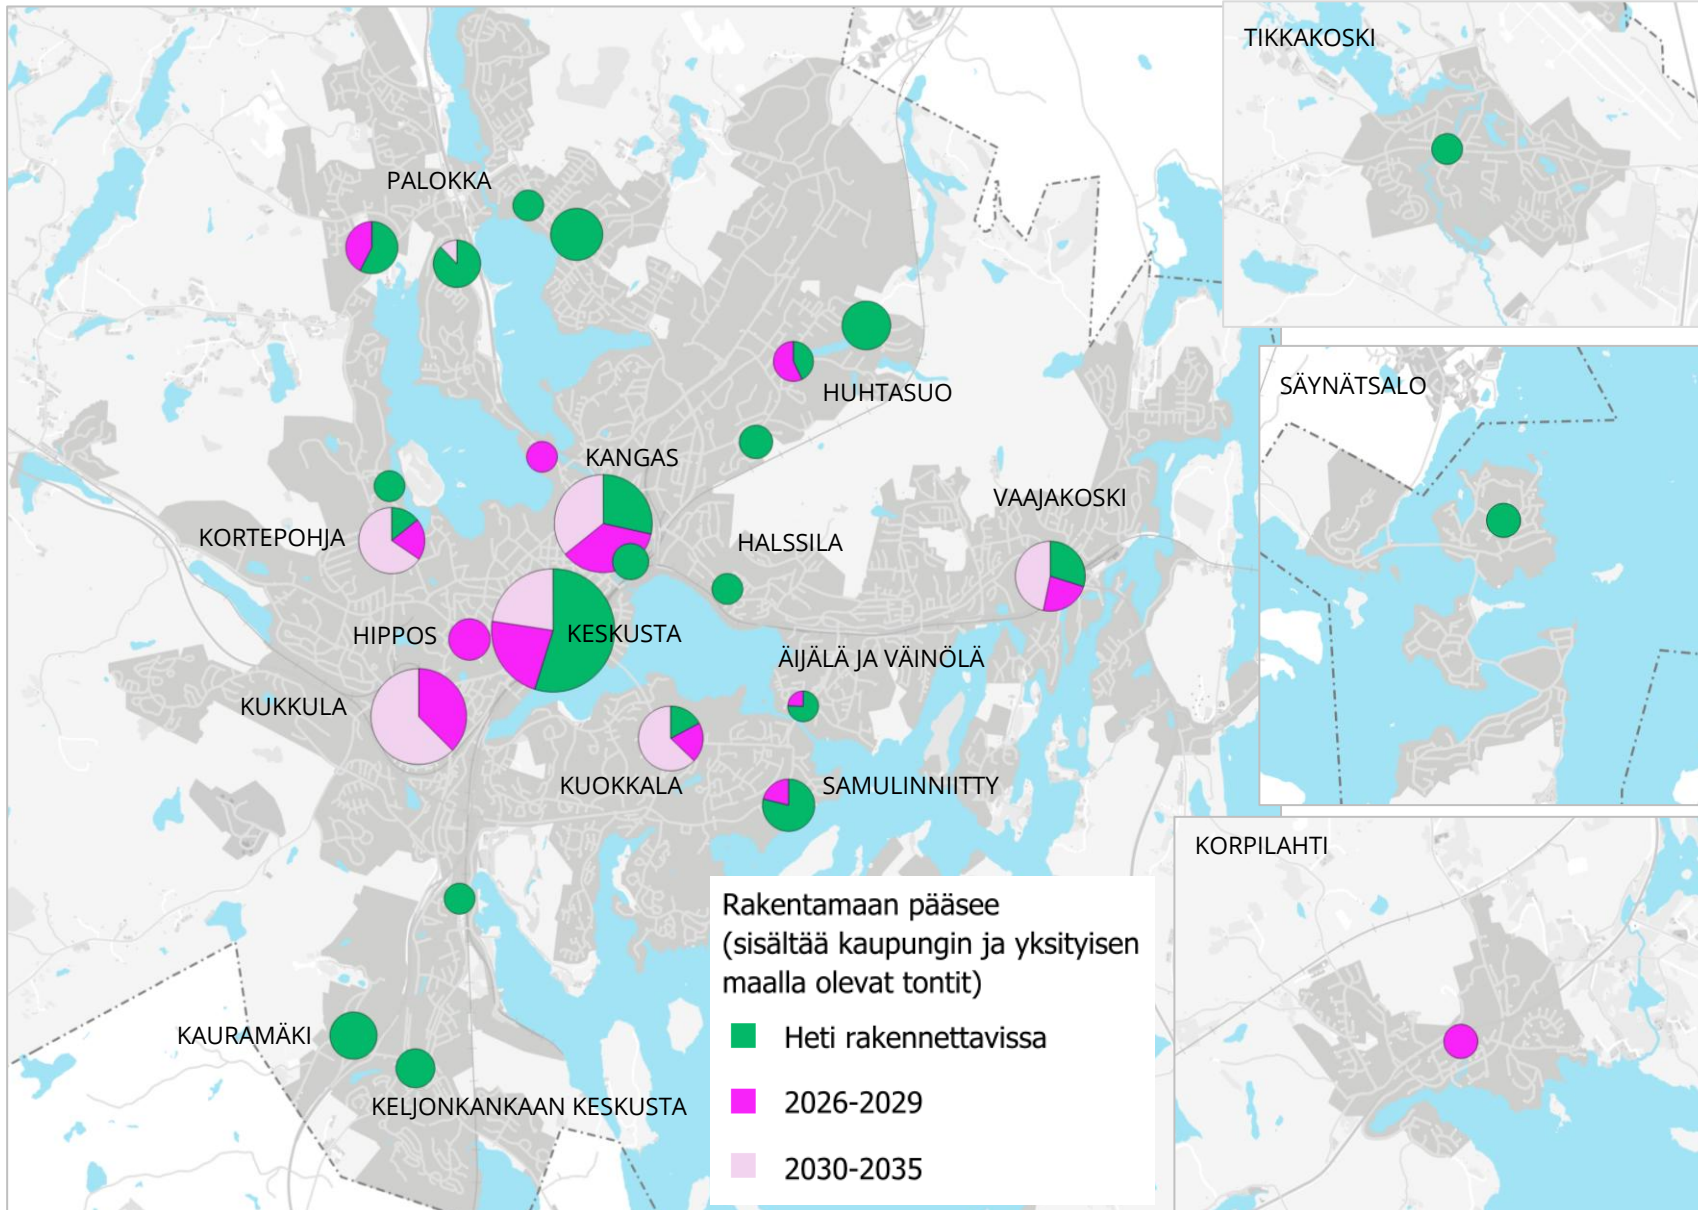 TIKKAKOSKI
PALOKKA
SÄYNÄTSALO
HUHTASUO
KANGAS
VAAJAKOSKI
KORTEPOHJA
HALSSILA
HIPPOS
KESKUSTA
ÄIJÄLÄ JA VÄINÖLÄ
KUKKULA
KUOKKALA
SAMULINNIITTY
KORPILAHTI
Rakentamaan pääsee
(sisältää kaupungin ja yksityisen
maalla olevat tontit)
Heti rakennettavissa
2026-2029
2030-2035
KAURAMÄKI
KELJONKANKAAN KESKUSTA